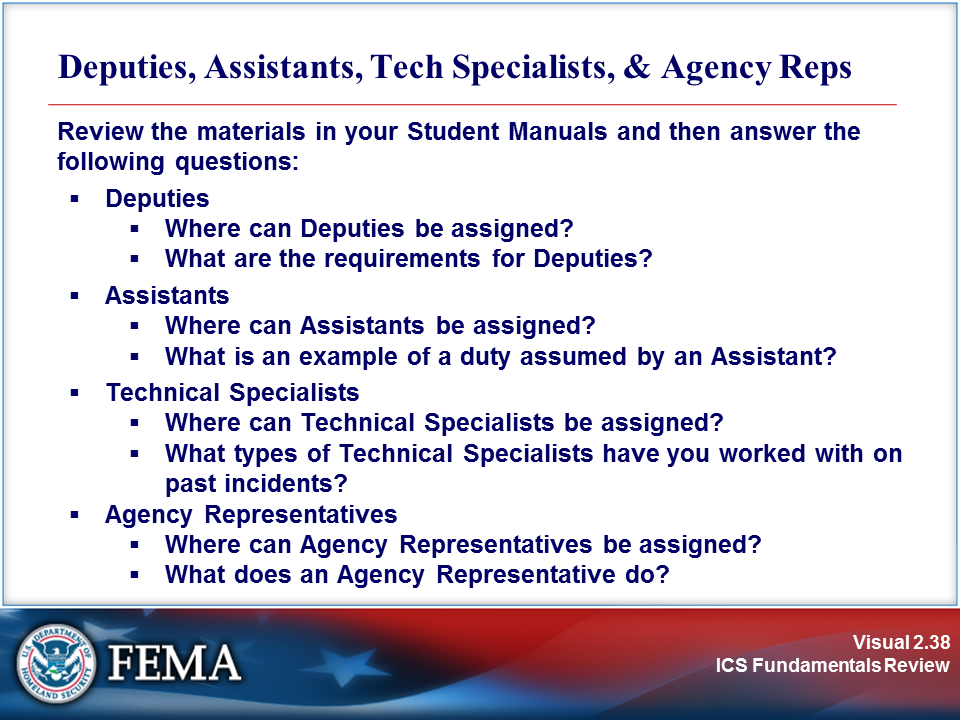 Deputies, Assistants, Tech Specialists, & Agency Reps
Review the materials in your Student Manuals and then answer the
following questions:
▪ Deputies
▪ Where can Deputies be assigned?
▪ What are the requirements for Deputies?
▪ Assistants
▪ Where can Assistants be assigned?
▪ What is an example of a duty assumed by an Assistant?
▪ Technical Specialists
▪ Where can Technical Specialists be assigned?
▪ What types of Technical Specialists have you worked with on
past incidents?
▪ Agency Representatives
▪ Where can Agency Representatives be assigned?
▪ What does an Agency Representative do?
U.S. DEPARTMENT OF
HOMELAND SECURITY
FEMA
Visual 2.38
ICS Fundamentals Review